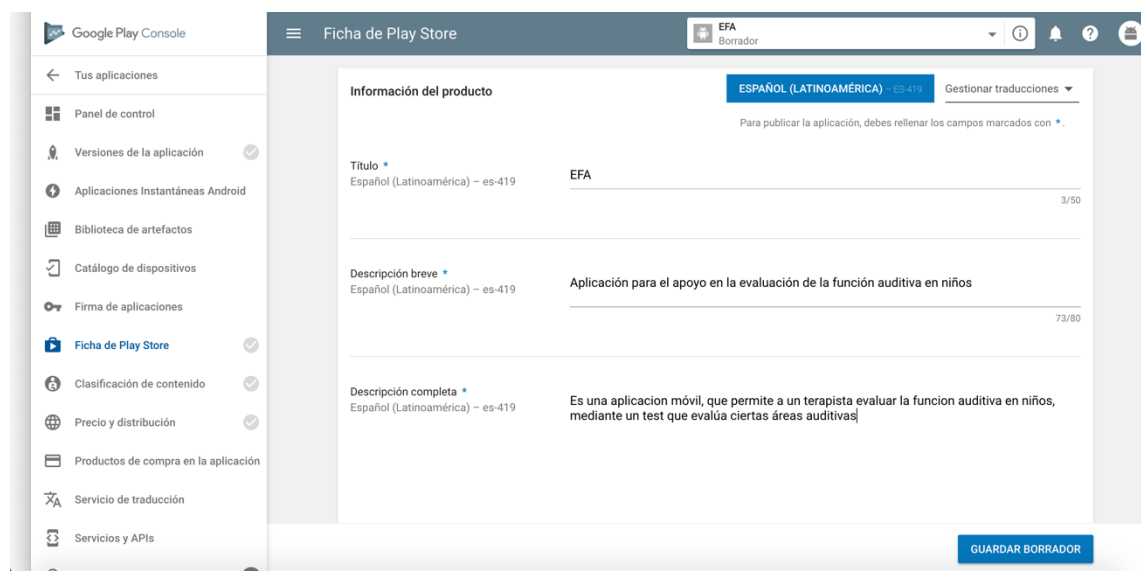 Google Play Console
Ficha de Play Store
EFA
Borrador
Tus aplicaciones
Panel de control
Versiones de la aplicación
Aplicaciones Instantáneas Android
Biblioteca de artefactos
Catálogo de dispositivos
Firma de aplicaciones
Ficha de Play Store
Clasificación de contenido
Precio y distribución
Productos de compra en la aplicación
Servicio de traducción
Servicios y APIs
Información del producto
ESPAÑOL (LATINOAMÉRICA) – ES-419
Gestionar traducciones
Para publicar la aplicación, debes rellenar los campos marcados con *.
Título *
Español (Latinoamérica) – es-419
EFA
3/50
Descripción breve *
Español (Latinoamérica) – es-419
Aplicación para el apoyo en la evaluación de la función auditiva en niños
73/80
Descripción completa *
Español (Latinoamérica) – es-419
Es una aplicacion móvil, que permite a un terapista evaluar la funcion auditiva en niños,
mediante un test que evalúa ciertas áreas auditivas
GUARDAR BORRADOR